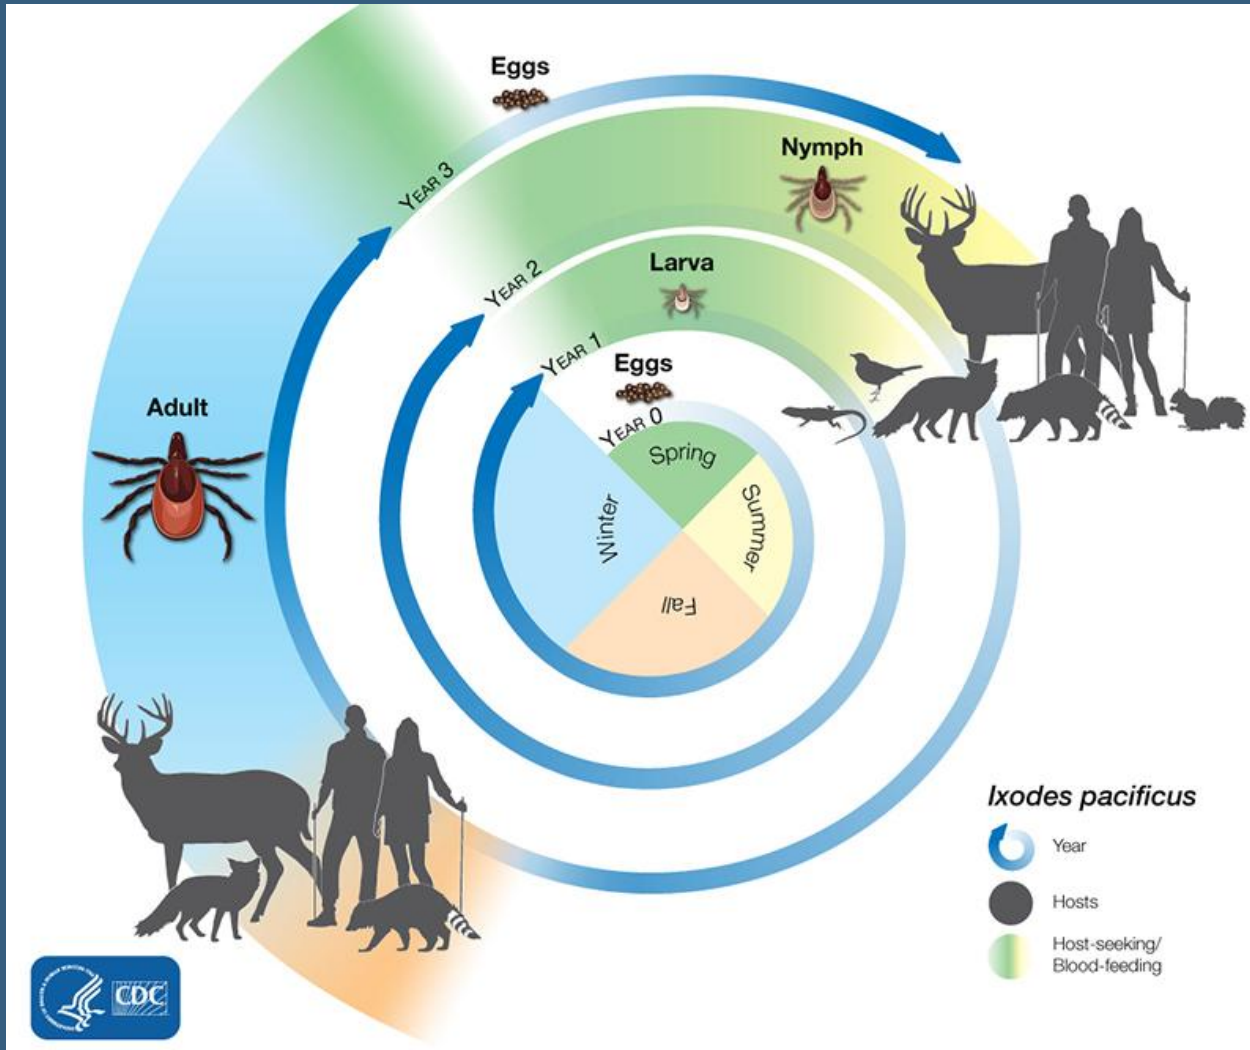 Eggs
Nymph
YEAR 3
Larva
YEAR 2
Eggs
YEAR 1
YEAR 0
Spring
Summer
Winter
Fall
Adult
Ixodes pacificus
Year
Hosts
Host-seeking/
Blood-feeding
CDC